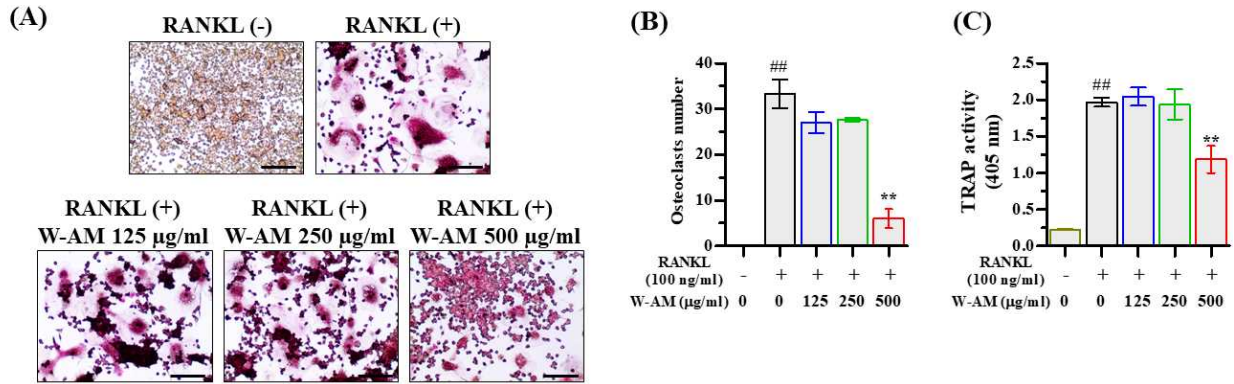 (A)
RANKL (-)
RANKL (+)
RANKL (+)
W-AM 125 μg/ml
RANKL (+)
W-AM 250 μg/ml
RANKL (+)
W-AM 500 μg/ml
(B)
Osteoclasts number
40
30
20
10
0
##
**
RANKL
(100 ng/ml)
- + + + +
W-AM (μg/ml) 0 0 125 250 500
(C)
TRAP activity
(405 nm)
2.5
2.0
1.5
1.0
0.5
0.0
##
**
RANKL
(100 ng/ml)
- + + + +
W-AM (μg/ml) 0 0 125 250 500